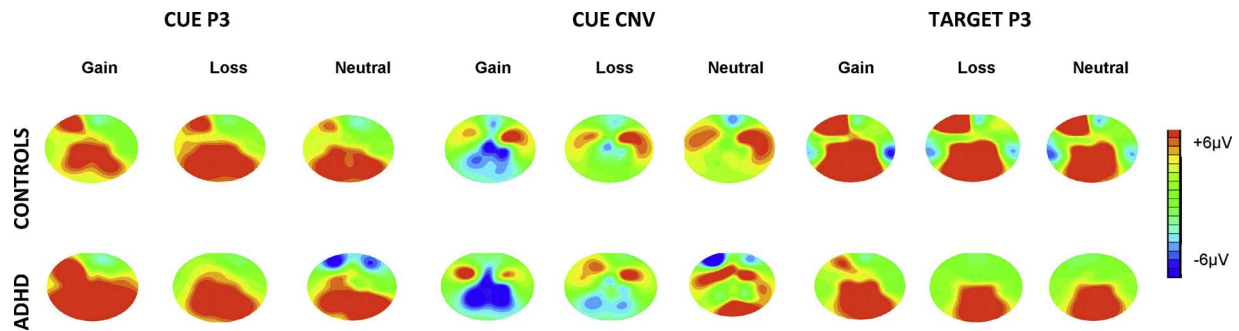 CUE P3 CUE CNV TARGET P3
Gain Loss Neutral Gain Loss Neutral Gain Loss Neutral
CONTROLS
+6µV
ADHD
-6µV